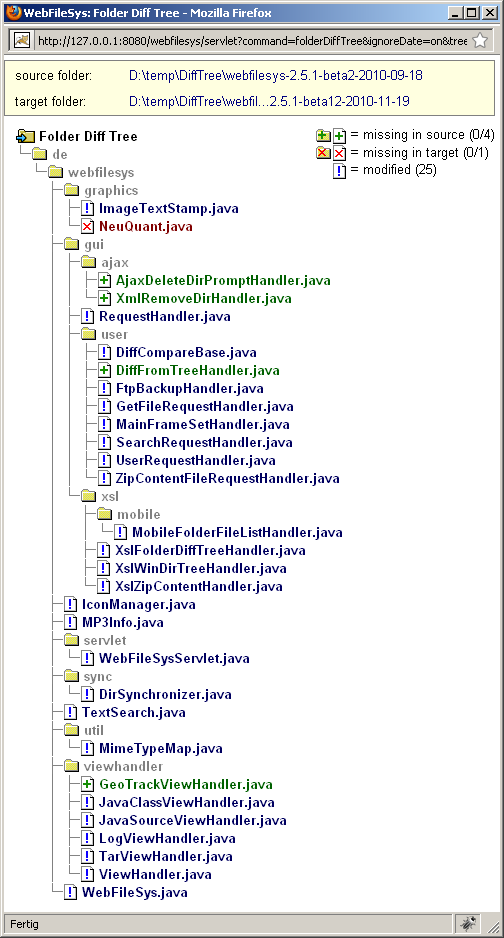 WebFileSys: Folder Diff Tree - Mozilla Firefox
http://127.0.0.1:8080/webfilesys/servlet?command=folderDiffTree&ignoreDate=on&tree
source folder: D:\temp\DiffTree\webfilesys-2.5.1-beta2-2010-09-18
target folder: D:\temp\DiffTree\webfil...2.5.1-beta12-2010-11-19
Folder Diff Tree
= missing in source (0/4)
= missing in target (0/1)
= modified (25)
de
webfilesys
graphics
ImageTextStamp.java
NeuQuant.java
gui
ajax
AjaxDeleteDirPromptHandler.java
XmlRemoveDirHandler.java
RequestHandler.java
user
DiffCompareBase.java
DiffFromTreeHandler.java
FtpBackupHandler.java
GetFileRequestHandler.java
MainFrameSetHandler.java
SearchRequestHandler.java
UserRequestHandler.java
ZipContentFileRequestHandler.java
xsl
mobile
MobileFolderFileListHandler.java
XslFolderDiffTreeHandler.java
XslWinDirTreeHandler.java
XslZipContentHandler.java
IconManager.java
MP3Info.java
servlet
WebFileSysServlet.java
sync
DirSynchronizer.java
TextSearch.java
util
MimeTypeMap.java
viewhandler
GeoTrackViewHandler.java
JavaClassViewHandler.java
JavaSourceViewHandler.java
LogViewHandler.java
TarViewHandler.java
ViewHandler.java
WebFileSys.java
Fertig